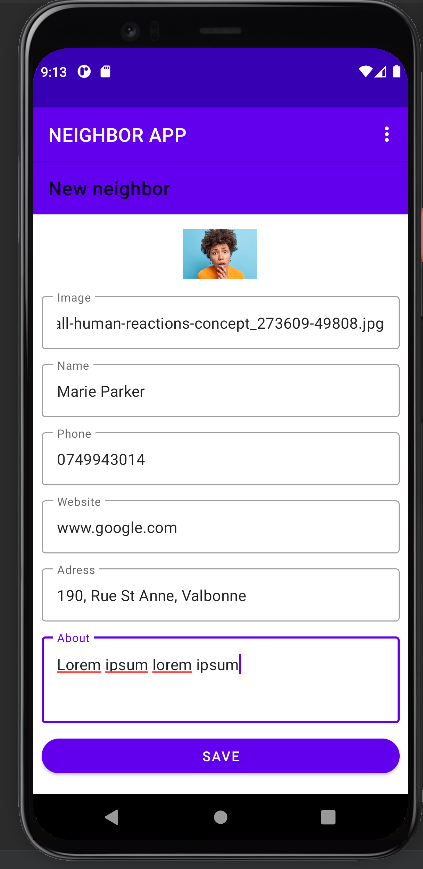 9:13
NEIGHBOR APP
New neighbor
Image
all-human-reactions-concept_273609-49808.jpg
Name
Marie Parker
Phone
0749943014
Website
www.google.com
Adress
190, Rue St Anne, Valbonne
About
Lorem ipsum lorem ipsum
SAVE